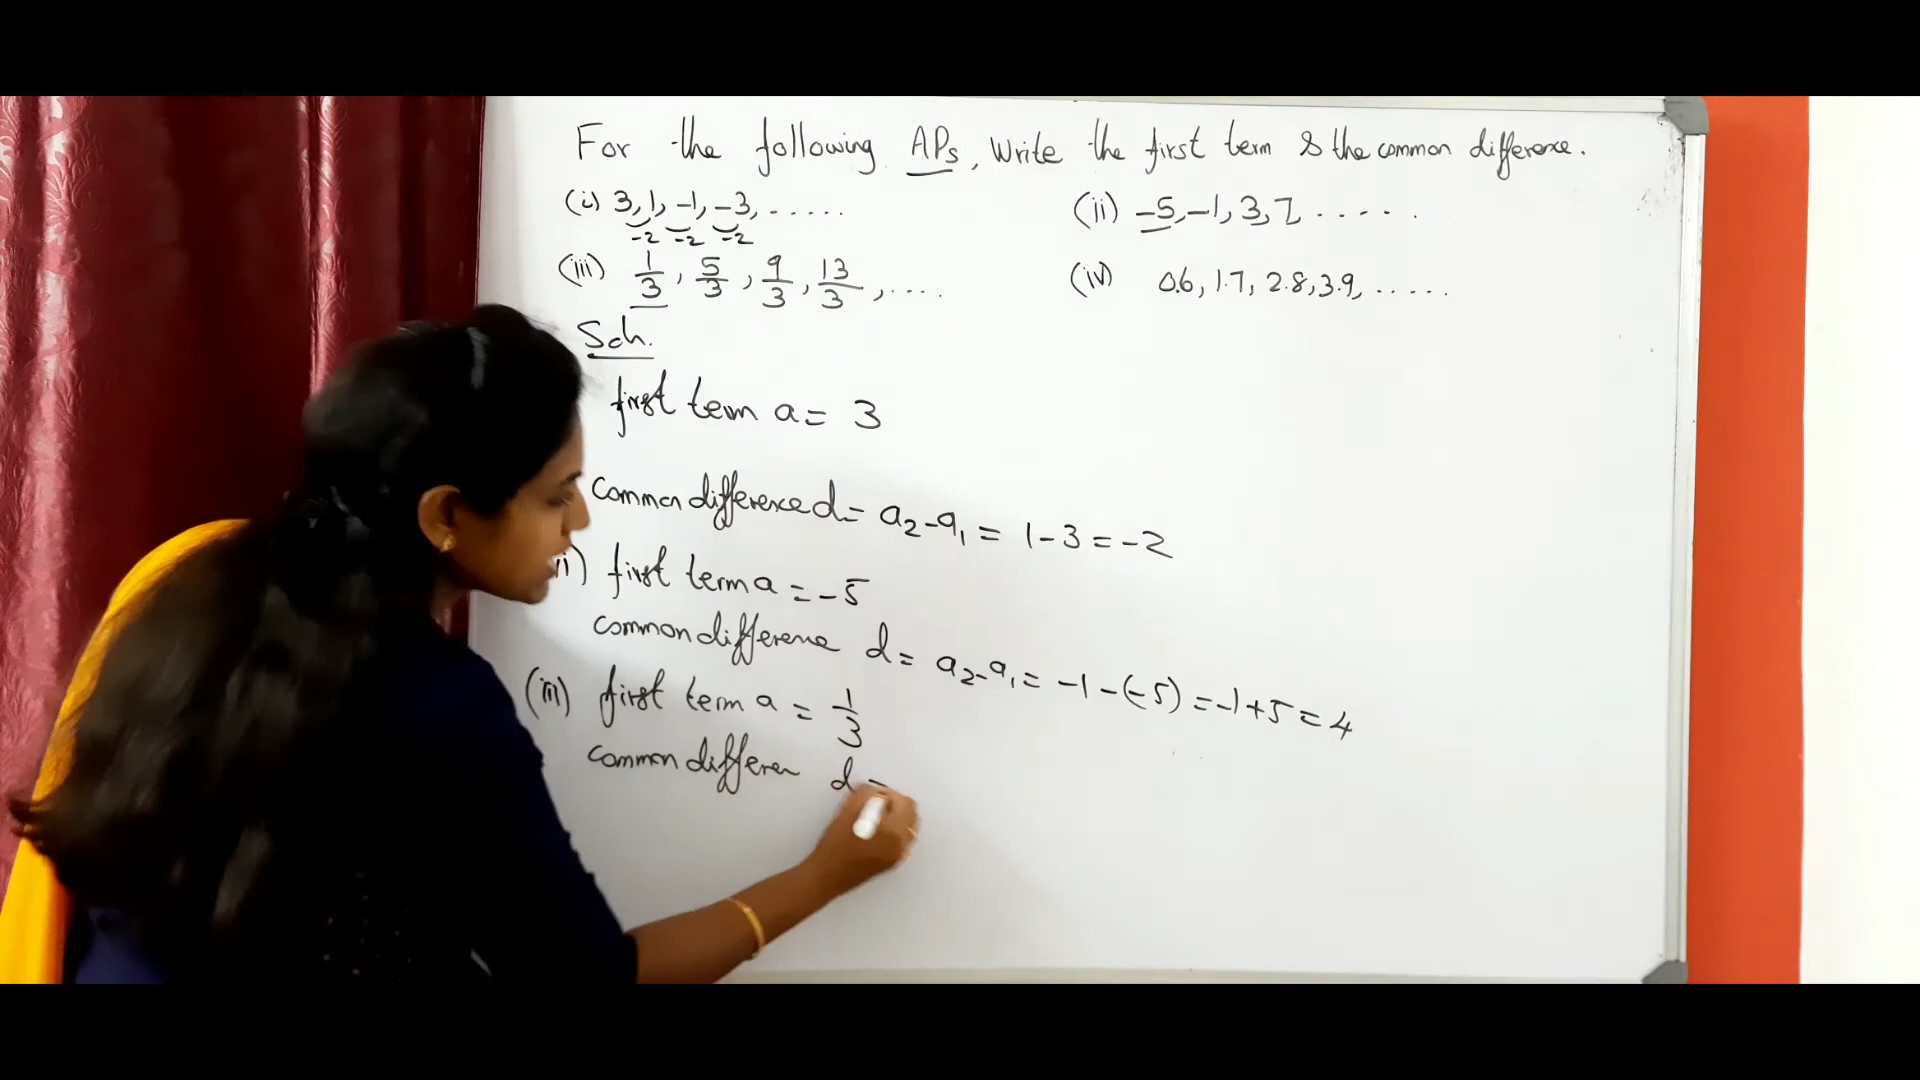 For the following APs, Write the first term & the common difference.
(i) 3, 1, -1, -3, ......
-2 -2 -2
(ii) -5, -1, 3, 7, ......
(iii) 1/3, 5/3, 9/3, 13/3, ....
(iv) 0.6, 1.7, 2.8, 3.9, .....
Soln.
first term a = 3
common difference d = a2 - a1 = 1 - 3 = -2
ii) first term a = -5
common difference d = a2 - a1 = -1 - (-5) = -1 + 5 = 4
(iii) first term a = 1/3
common differen d =